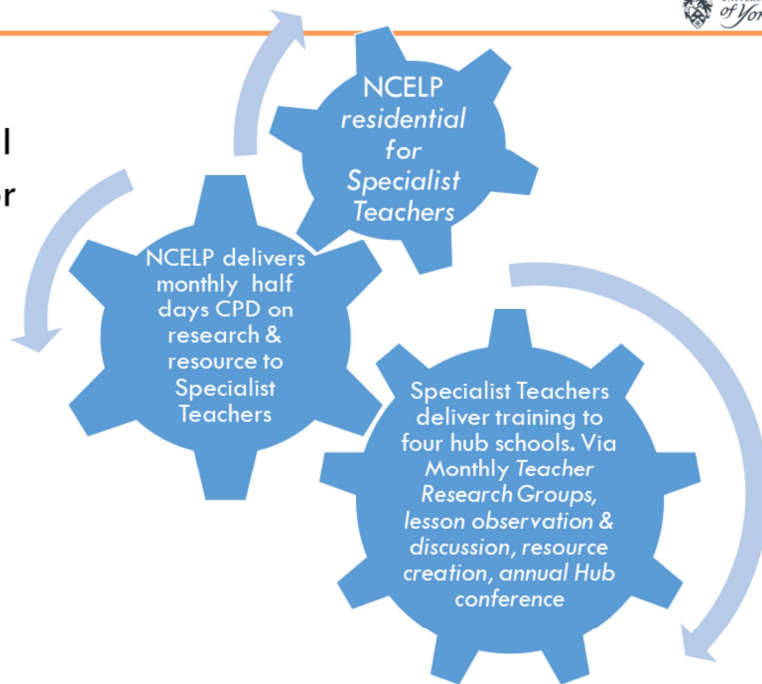 of York
NCELP
residential
for
Specialist
Teachers
NCELP delivers
monthly half
days CPD on
research &
resource to
Specialist
Teachers
Specialist Teachers
deliver training to
four hub schools. Via
Monthly Teacher
Research Groups,
lesson observation &
discussion, resource
creation, annual Hub
conference